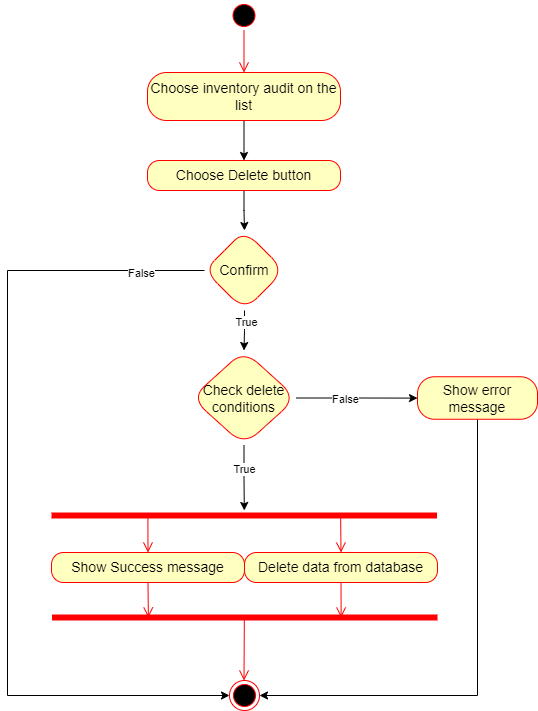 Choose inventory audit on the
list
Choose Delete button
Confirm
False
True
Check delete
conditions
False
Show error
message
True
Show Success message
Delete data from database